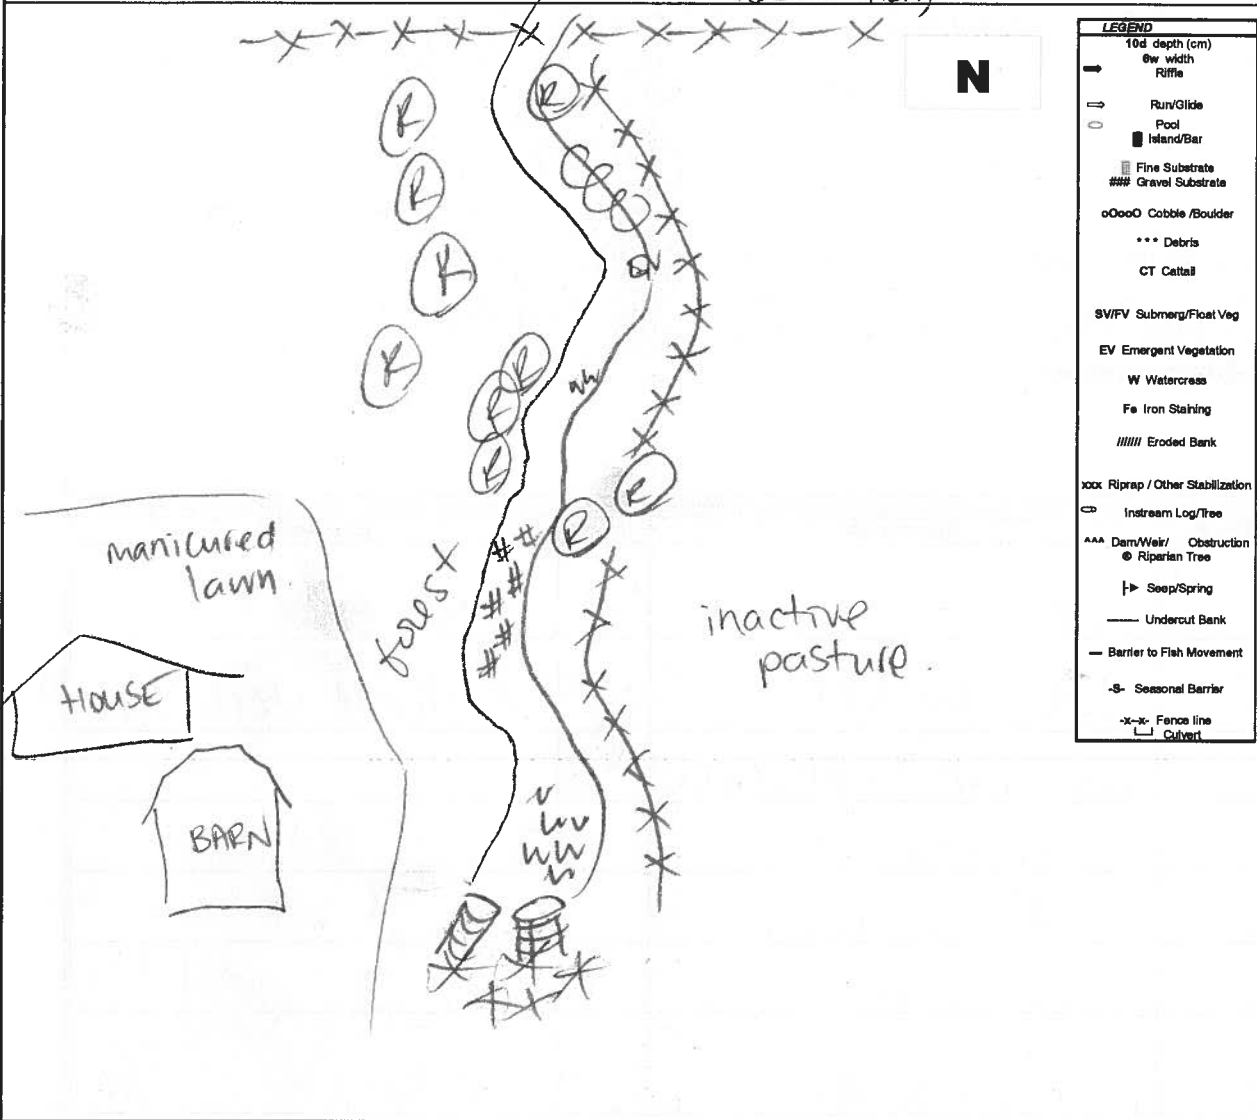 N
LEGEND
10d depth (cm)
6w width
Riffle
Run/Glide
Pool
Island/Bar
Fine Substrate
### Gravel Substrate
oOooO Cobble /Boulder
*** Debris
CT Cattail
SV/FV Submerg/Float Veg
EV Emergent Vegetation
W Watercress
Fe Iron Staining
/////// Eroded Bank
xxx Riprap / Other Stabilization
Instream Log/Tree
^^^ Dam/Weir/ Obstruction
Riparian Tree
Seep/Spring
Undercut Bank
Barrier to Fish Movement
-S- Seasonal Barrier
-x-x- Fence line
Culvert
R
R
R
R
R
R
R
R
R
R
manicured
lawn
forest
inactive
pasture.
HOUSE
BARN